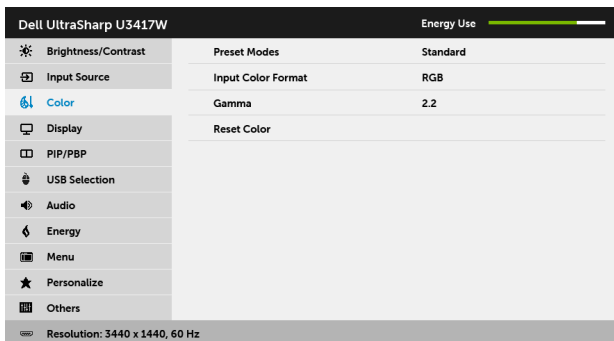 Dell UltraSharp U3417W Energy Use
Brightness/Contrast Preset Modes Standard
Input Source Input Color Format RGB
Color Gamma 2.2
Display Reset Color
PIP/PBP
USB Selection
Audio
Energy
Menu
Personalize
Others
Resolution: 3440 x 1440, 60 Hz